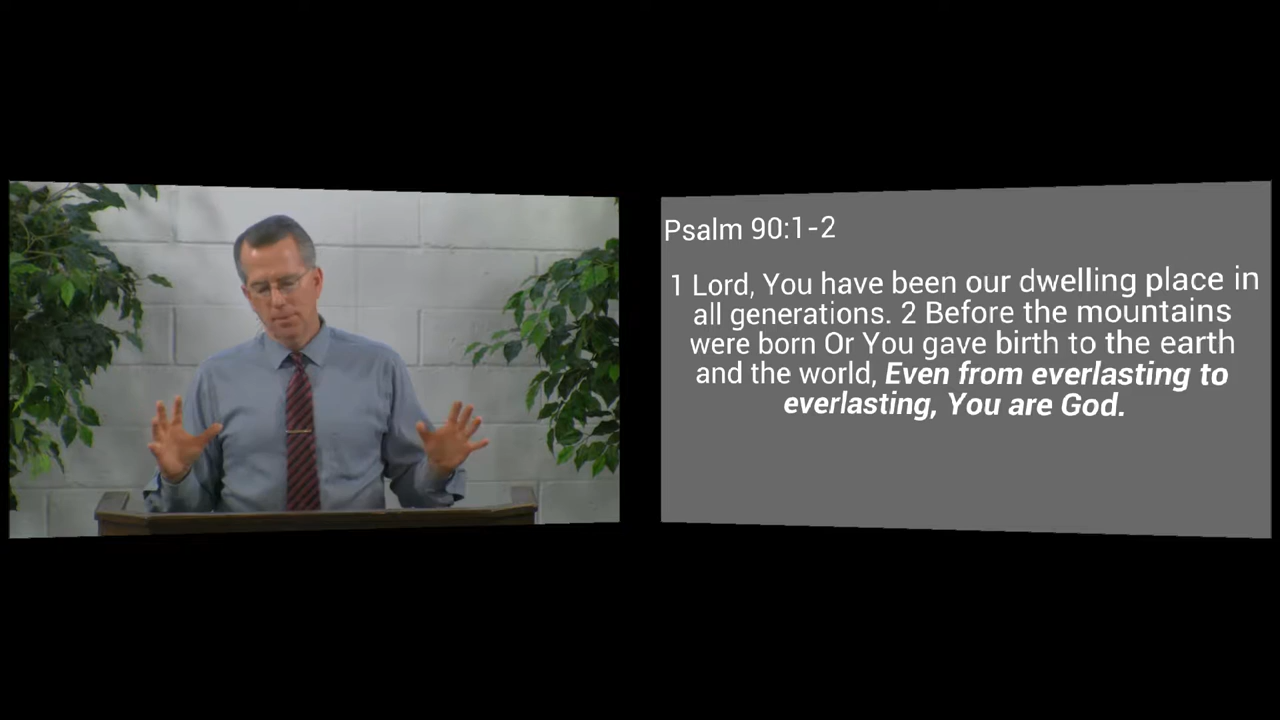 Psalm 90:1-2
1 Lord, You have been our dwelling place in
all generations. 2 Before the mountains
were born Or You gave birth to the earth
and the world, Even from everlasting to
everlasting, You are God.